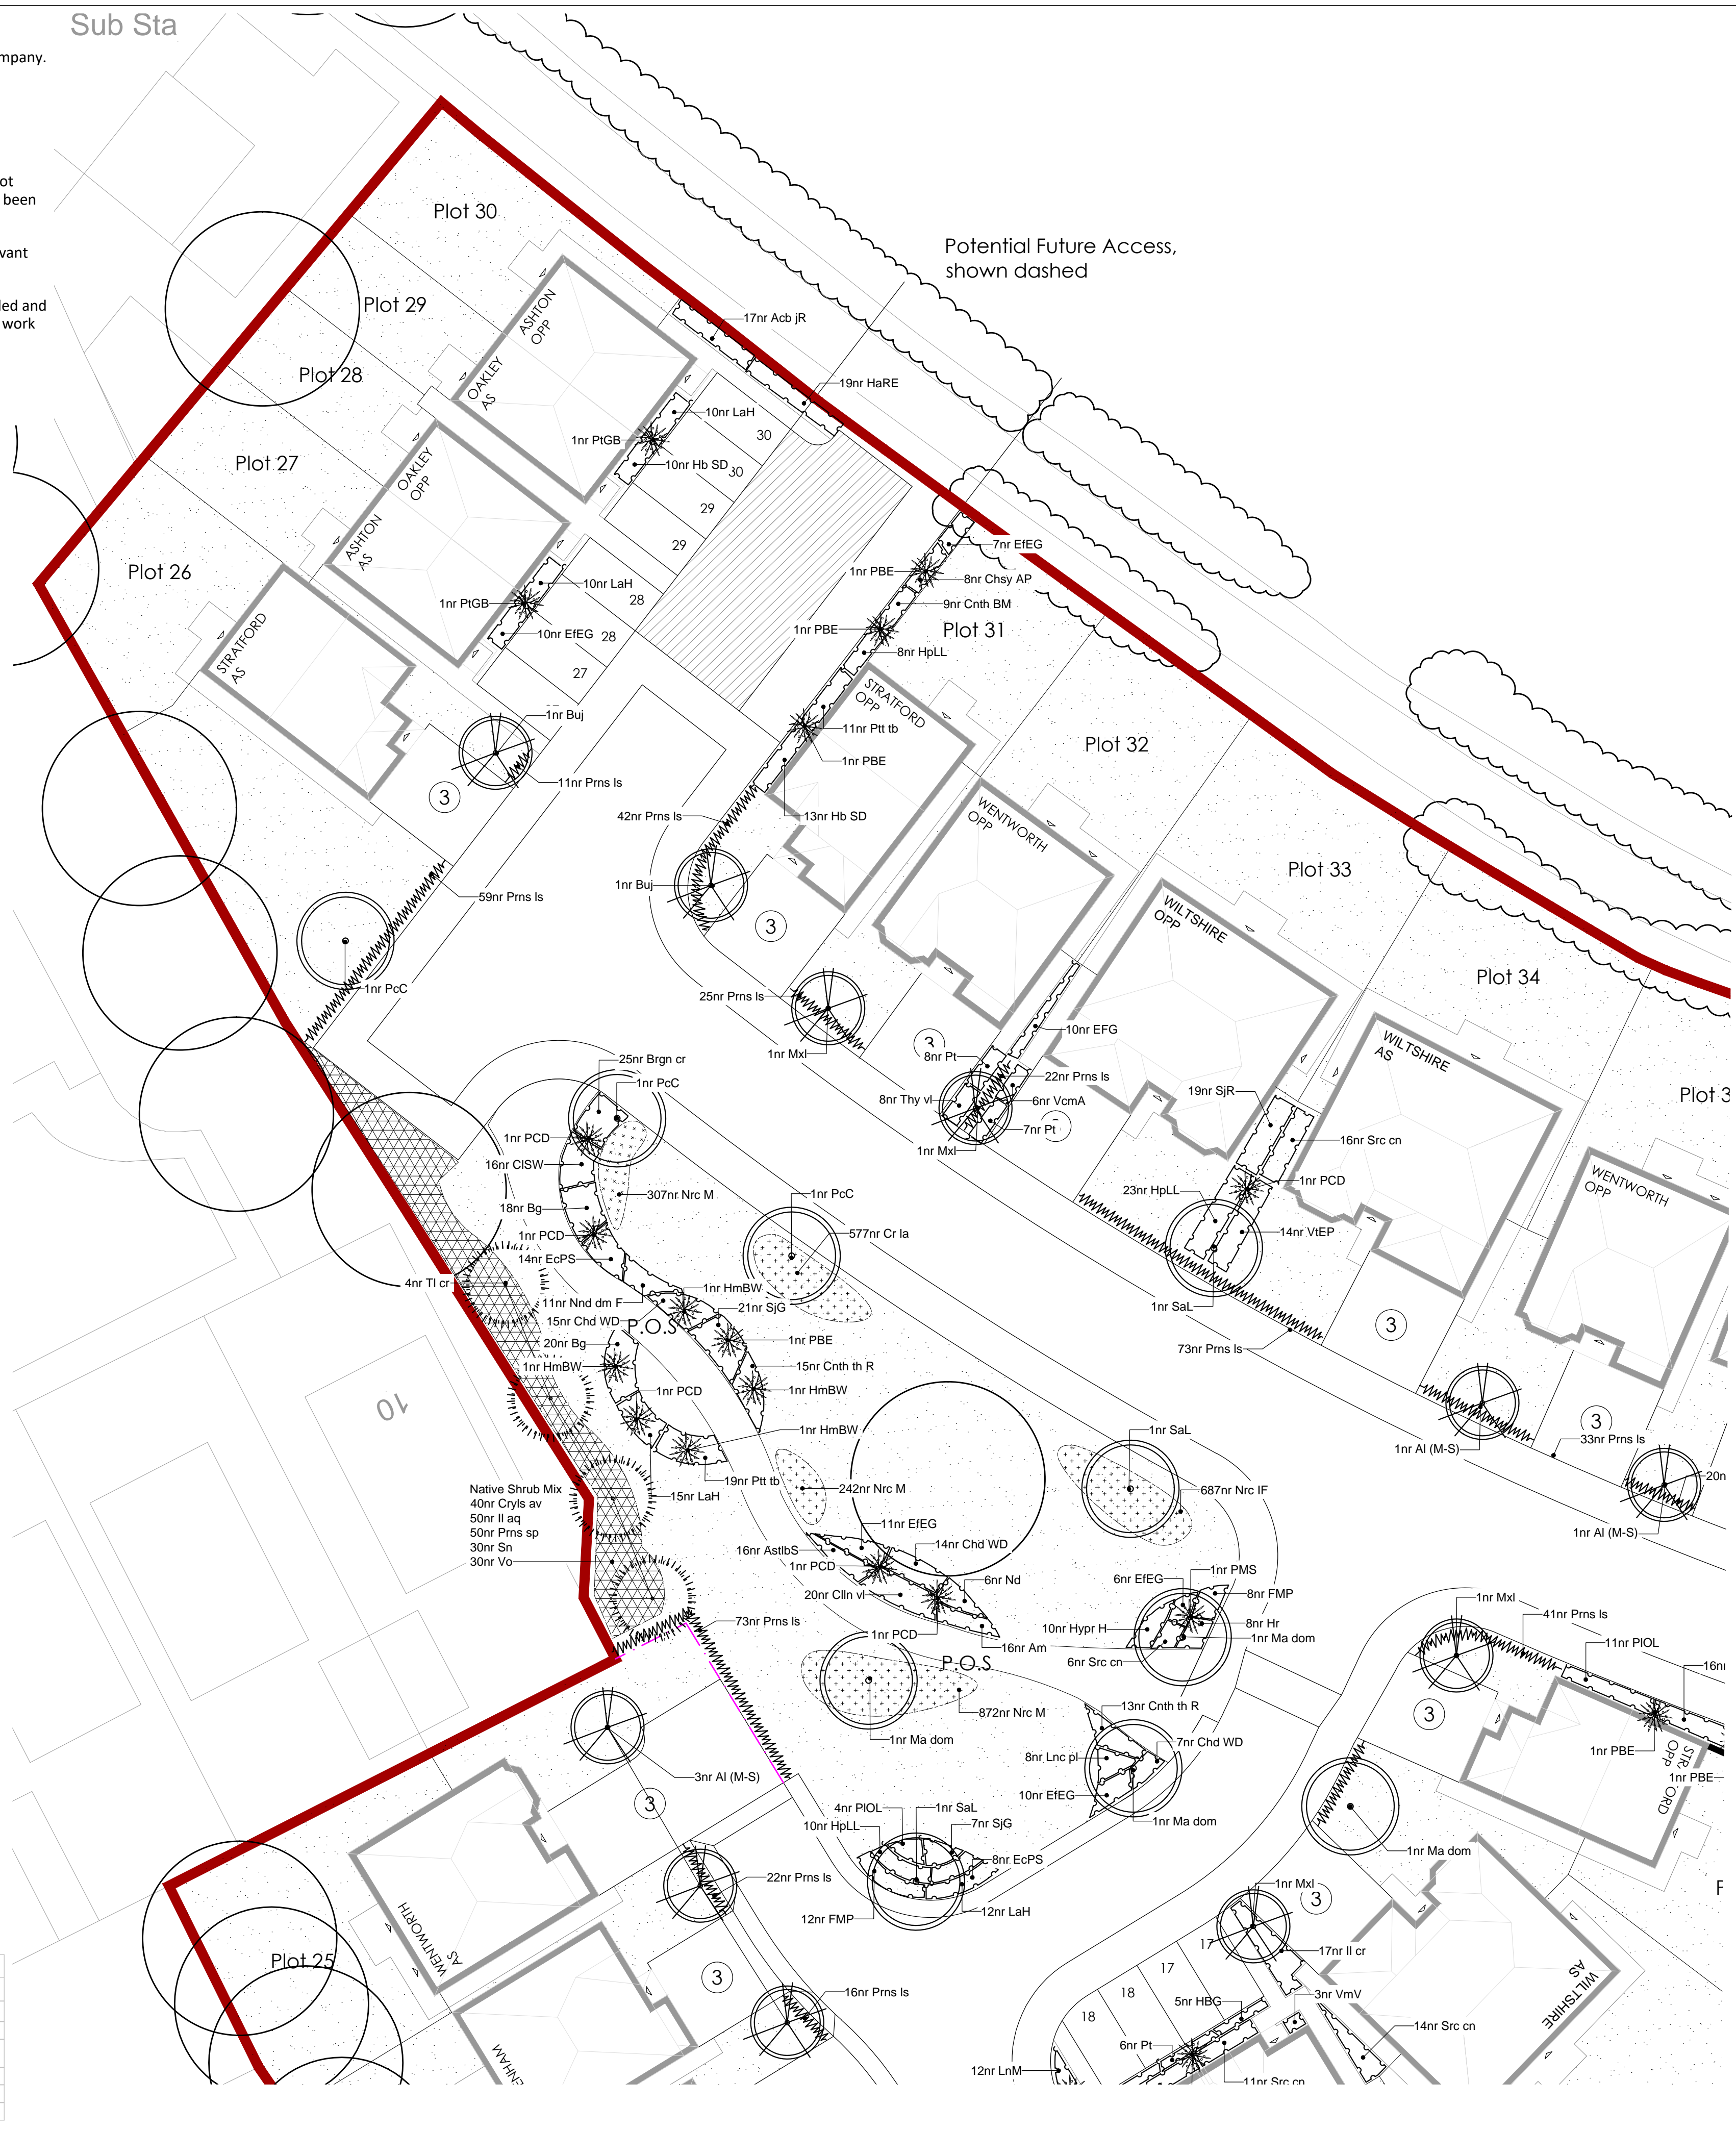 Sub Sta
mpany.
ot
been
vant
led and
work
Plot 30
Potential Future Access,
shown dashed
Plot 29
ASHTON
OPP
17nr Acb jR
Plot 28
OAKLEY
AS
19nr HaRE
10nr LaH
30
1nr PtGB
10nr Hb SD
30
Plot 27
OAKLEY
OPP
29
ASHTON
AS
29
7nr EfEG
Plot 26
1nr PBE
8nr Chsy AP
10nr LaH
28
9nr Cnth BM
1nr PtGB
1nr PBE
Plot 31
10nr EfEG
28
8nr HpLL
STRATFORD
AS
27
STRATFORD
OPP
1nr Buj
11nr Ptt tb
Plot 32
1nr PBE
11nr Prns ls
3
42nr Prns ls
13nr Hb SD
WENTWORTH
OPP
Plot 33
1nr Buj
59nr Prns ls
3
WILTSHIRE
OPP
Plot 34
1nr PcC
25nr Prns ls
10nr EFG
1nr Mxl
3
8nr Pt
WILTSHIRE
AS
25nr Brgn cr
22nr Prns ls
1nr PcC
19nr SjR
Plot 3
8nr Thy vl
6nr VcmA
7nr Pt
1nr PCD
16nr Src cn
1nr Mxl
16nr ClSW
1nr PCD
307nr Nrc M
1nr PcC
23nr HpLL
WENTWORTH
OPP
18nr Bg
577nr Cr la
14nr VtEP
1nr PCD
14nr EcPS
4nr Tl cr
1nr HmBW
11nr Nnd dm F
21nr SjG
1nr SaL
15nr Chd WD
P.O.S
3
20nr Bg
1nr PBE
73nr Prns ls
1nr HmBW
15nr Cnth th R
1nr PCD
1nr HmBW
10
1nr HmBW
1nr SaL
3
33nr Prns ls
1nr Al (M-S)
19nr Ptt tb
20n
Native Shrub Mix
40nr Cryls av
50nr Il aq
50nr Prns sp
30nr Sn
30nr Vo
15nr LaH
242nr Nrc M
687nr Nrc IF
11nr EfEG
1nr Al (M-S)
16nr AstlbS
14nr Chd WD
1nr PCD
6nr Nd
6nr EfEG
1nr PMS
20nr Clln vl
8nr FMP
1nr Mxl
73nr Prns ls
10nr Hypr H
8nr Hr
41nr Prns ls
1nr PCD
16nr Am
1nr Ma dom
11nr PlOL
6nr Src cn
P.O.S
16nr
13nr Cnth th R
872nr Nrc M
3
1nr Ma dom
7nr Chd WD
8nr Lnc pl
1nr PBE
STRATFORD
OPP
3nr Al (M-S)
1nr PBE
10nr EfEG
3
4nr PlOL
1nr SaL
1nr Ma dom
10nr HpLL
7nr SjG
1nr Ma dom
8nr EcPS
22nr Prns ls
1nr Mxl
3
12nr FMP
12nr LaH
WENTWORTH
AS
17
17nr Il cr
Plot 25
3
17
16nr Prns ls
18
5nr HBG
3nr VmV
18
WILTSHIRE
AS
6nr Pt
14nr Src cn
ENHAM
12nr LnM
11nr Src cn